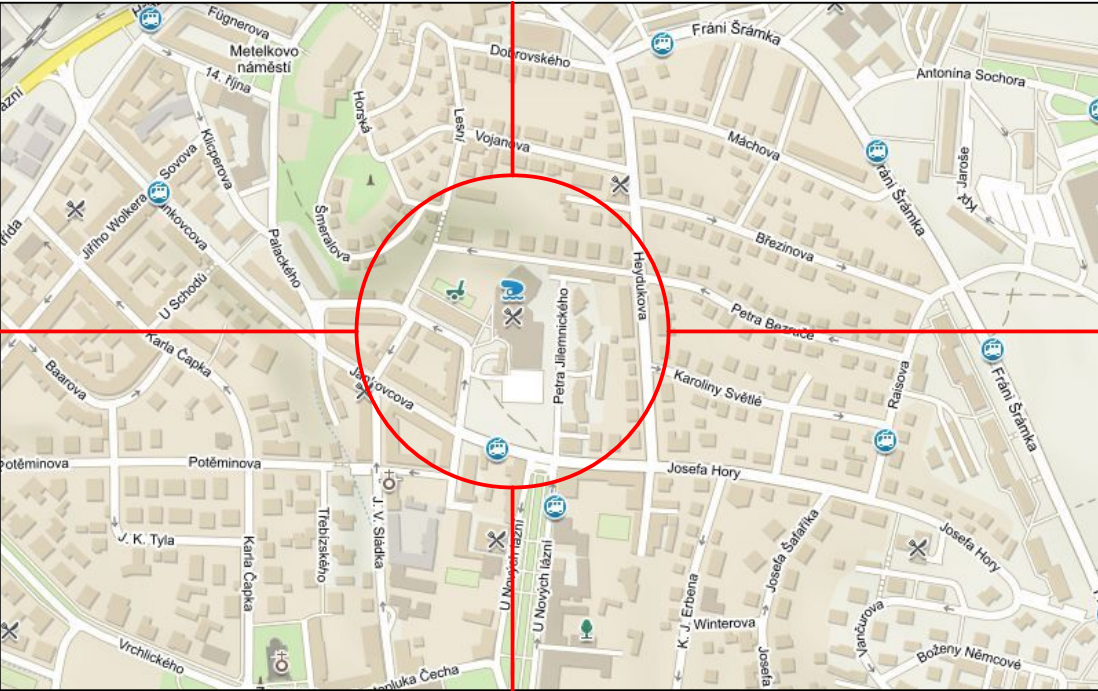 Fügnerova
Metelkovo
náměstí
14. října
Klicperova
Sovova
Jiřího Wolkera
U Schodů
Palackého
Šmeralova
Horská
Lesní
Vojanova
Dobrovského
Fráni Šrámka
Antonína Sochora
Máchova
Kpt. Jaroše
Fráni Šrámka
Březinova
Heydukova
Petra Bezruče
Petra Jilemnického
Karoliny Světlé
Raisova
Fráni Šrámka
Jankovcova
Karla Čapka
Baarova
Potěminova
Potěminova
J. K. Tyla
Karla Čapka
Třebízského
J. V. Sládka
Vrchlického
U Nových lázní
U Nových lázní
Josefa Hory
Josefa Hory
K. J. Erbena
Josefa Šafaříka
Winterova
Josefa
Vančurova
Boženy Němcové